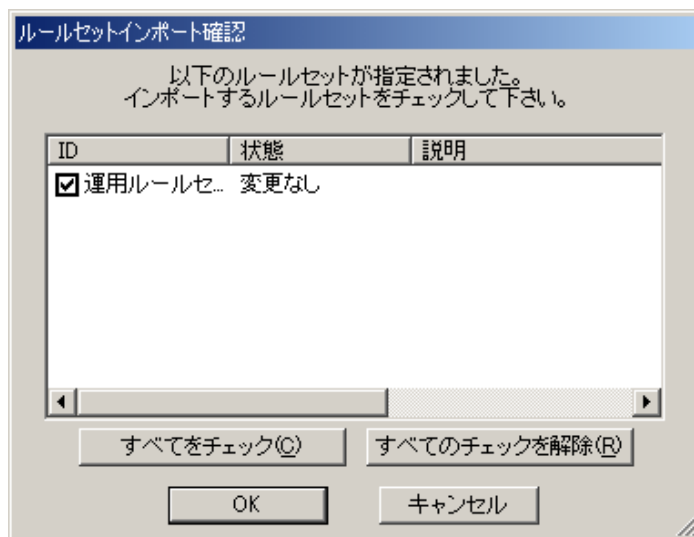 ルールセットインポート確認
以下のルールセットが指定されました。
インポートするルールセットをチェックして下さい。
ID 状態 説明
運用ルールセ... 変更なし
すべてをチェック(C) すべてのチェックを解除(R)
OK キャンセル